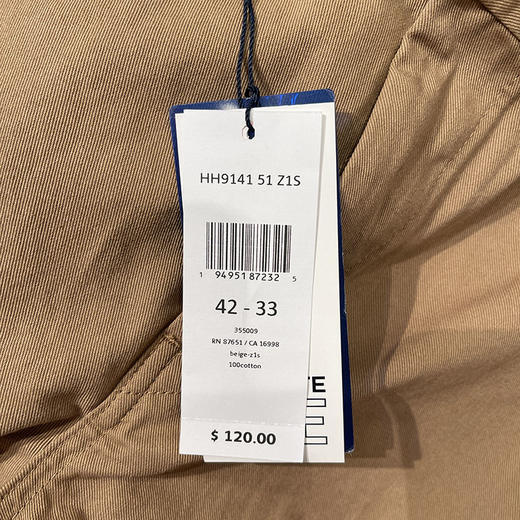 HH9141 51 Z1S
1 94951 87232 5
42 - 33
355009
RN 87651 / CA 16998
beige-z1s
100cotton
$ 120.00
TE
E